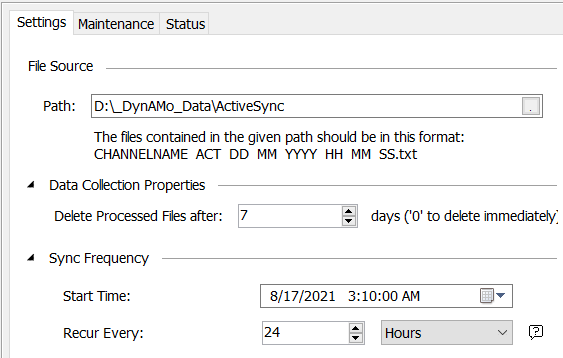 Settings Maintenance Status
File Source
Path: D:\_DynAMo_Data\ActiveSync .
The files contained in the given path should be in this format:
CHANNELNAME ACT DD MM YYYY HH MM SS.txt
Data Collection Properties
Delete Processed Files after: 7 days ('0' to delete immediately)
Sync Frequency
Start Time: 8/17/2021 3:10:00 AM
Recur Every: 24 Hours ?